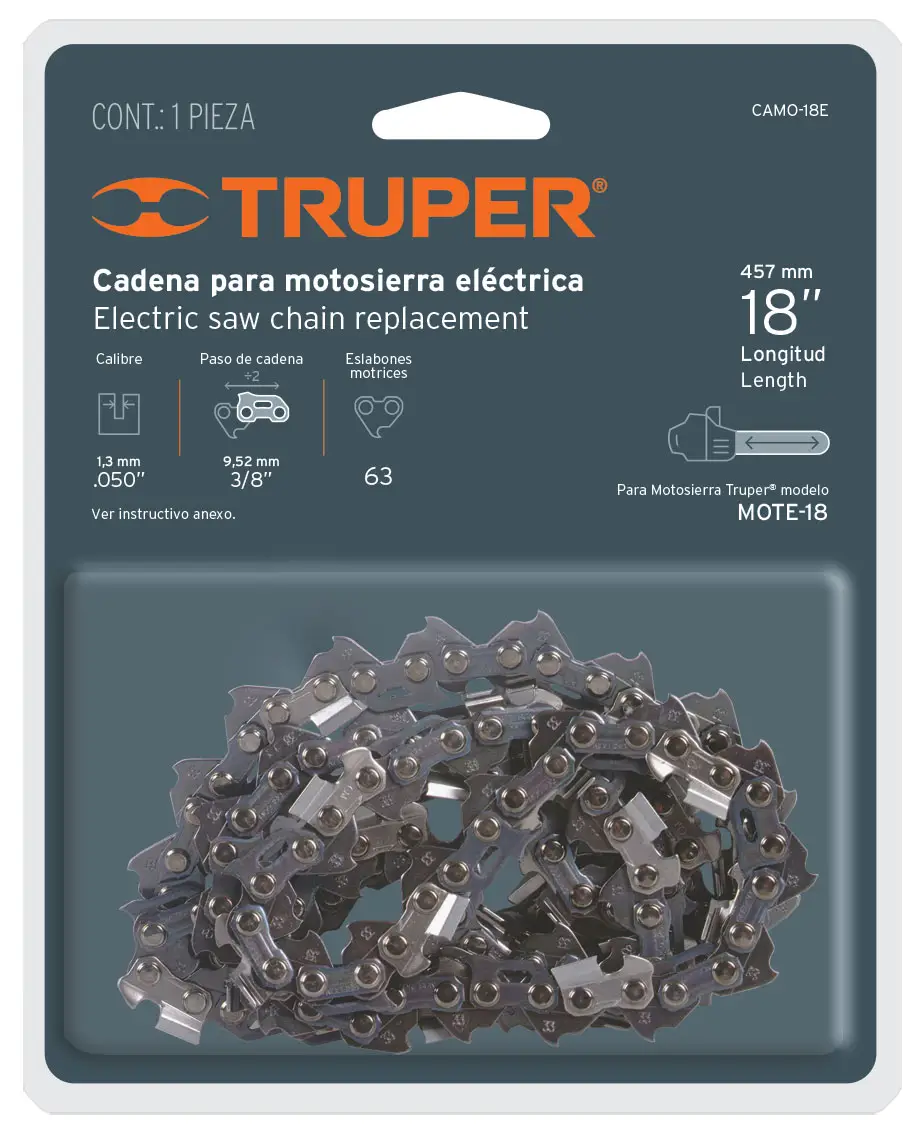 CONT.: 1 PIEZA
CAMO-18E
TRUPER®
Cadena para motosierra eléctrica
Electric saw chain replacement
457 mm
18″
Longitud
Length
Calibre
Paso de cadena
÷2
Eslabones
motrices
1,3 mm
.050″
9,52 mm
3/8″
63
Ver instructivo anexo.
Para Motosierra Truper® modelo
MOTE-18